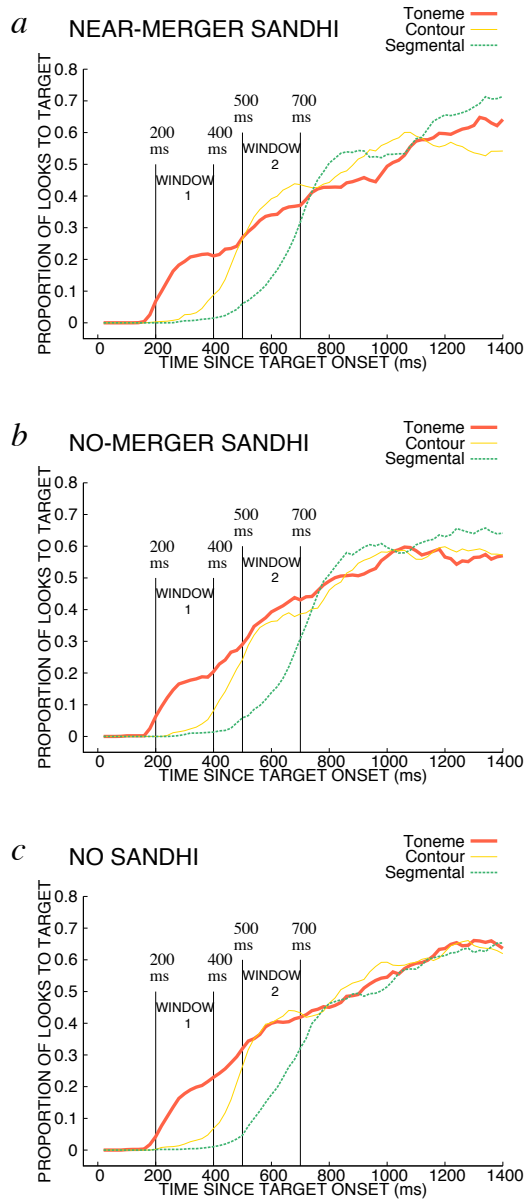 a
NEAR-MERGER SANDHI
Toneme
Contour
Segmental
PROPORTION OF LOOKS TO TARGET
0.8
0.7
0.6
0.5
0.4
0.3
0.2
0.1
0
200 ms
400 ms
500 ms
700 ms
WINDOW 1
WINDOW 2
0 200 400 600 800 1000 1200 1400
TIME SINCE TARGET ONSET (ms)
b
NO-MERGER SANDHI
Toneme
Contour
Segmental
PROPORTION OF LOOKS TO TARGET
0.8
0.7
0.6
0.5
0.4
0.3
0.2
0.1
0
200 ms
400 ms
500 ms
700 ms
WINDOW 1
WINDOW 2
0 200 400 600 800 1000 1200 1400
TIME SINCE TARGET ONSET (ms)
c
NO SANDHI
Toneme
Contour
Segmental
PROPORTION OF LOOKS TO TARGET
0.8
0.7
0.6
0.5
0.4
0.3
0.2
0.1
0
200 ms
400 ms
500 ms
700 ms
WINDOW 1
WINDOW 2
0 200 400 600 800 1000 1200 1400
TIME SINCE TARGET ONSET (ms)